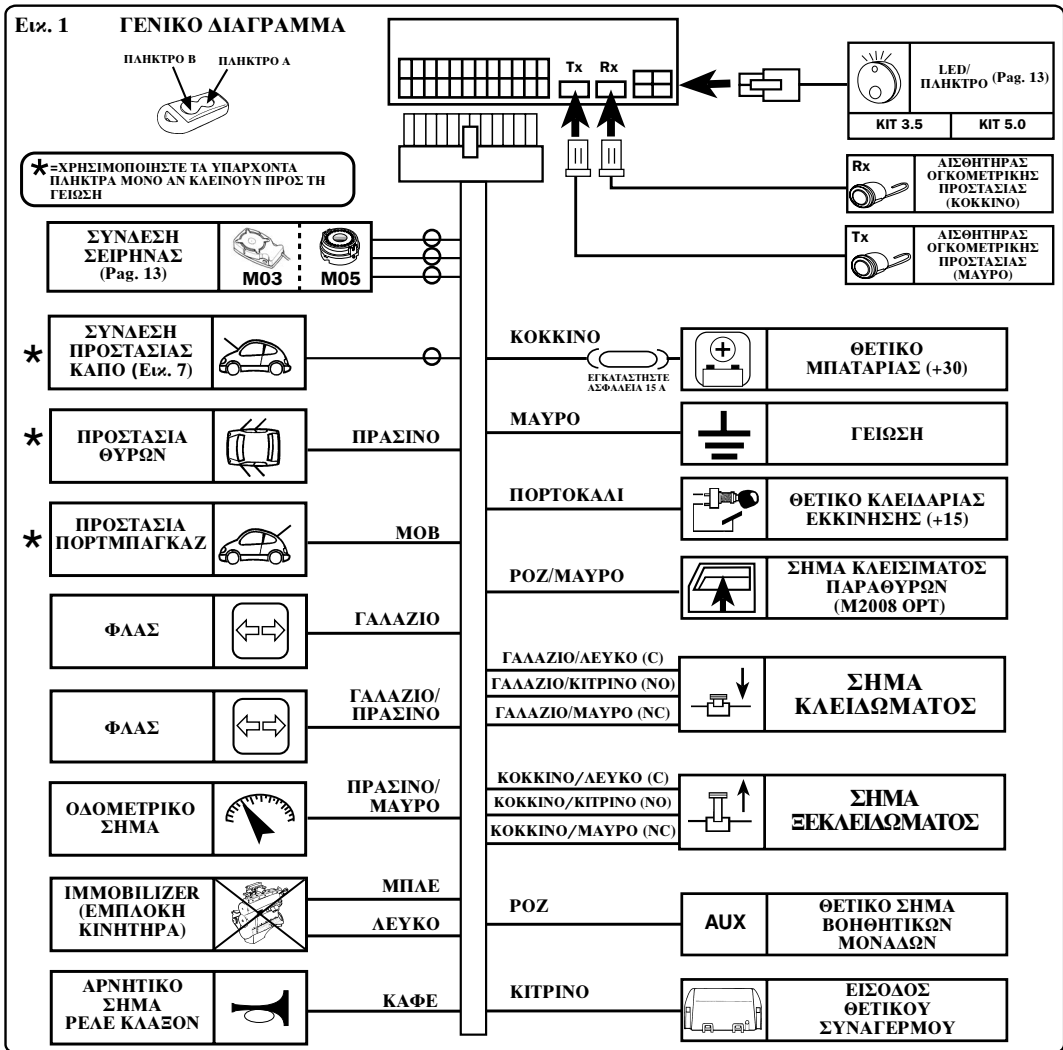 Εικ. 1 ΓΕΝΙΚΟ ΔΙΑΓΡΑΜΜΑ
ΠΛΗΚΤΡΟ Β
ΠΛΗΚΤΡΟ Α
*=ΧΡΗΣΙΜΟΠΟΙΗΣΤΕ ΤΑ ΥΠΑΡΧΟΝΤΑ
ΠΛΗΚΤΡΑ ΜΟΝΟ ΑΝ ΚΛΕΙΝΟΥΝ ΠΡΟΣ ΤΗ
ΓΕΙΩΣΗ
Tx Rx
LED/
ΠΛΗΚΤΡΟ (Pag. 13)
KIT 3.5
KIT 5.0
Rx
ΑΙΣΘΗΤΗΡΑΣ
ΟΓΚΟΜΕΤΡΙΚΗΣ
ΠΡΟΣΤΑΣΙΑΣ
(ΚΟΚΚΙΝΟ)
Tx
ΑΙΣΘΗΤΗΡΑΣ
ΟΓΚΟΜΕΤΡΙΚΗΣ
ΠΡΟΣΤΑΣΙΑΣ
(ΜΑΥΡΟ)
ΣΥΝΔΕΣΗ
ΣΕΙΡΗΝΑΣ
(Pag. 13)
M03
M05
*
ΣΥΝΔΕΣΗ
ΠΡΟΣΤΑΣΙΑΣ
ΚΑΠΟ (Εικ. 7)
*
ΠΡΟΣΤΑΣΙΑ
ΘΥΡΩΝ
ΠΡΑΣΙΝΟ
*
ΠΡΟΣΤΑΣΙΑ
ΠΟΡΤΜΠΑΓΚΑΖ
ΜΟΒ
ΦΛΑΣ
ΓΑΛΑΖΙΟ
ΦΛΑΣ
ΓΑΛΑΖΙΟ/
ΠΡΑΣΙΝΟ
ΟΔΟΜΕΤΡΙΚΟ
ΣΗΜΑ
ΠΡΑΣΙΝΟ/
ΜΑΥΡΟ
IMMOBILIZER
(ΕΜΠΛΟΚΗ
ΚΙΝΗΤΗΡΑ)
ΜΠΛΕ
ΛΕΥΚΟ
ΑΡΝΗΤΙΚΟ
ΣΗΜΑ
ΡΕΛΕ ΚΛΑΞΟΝ
ΚΑΦΕ
ΚΟΚΚΙΝΟ
ΕΓΚΑΤΑΣΤΗΣΤΕ
ΑΣΦΑΛΕΙΑ 15 Α
ΘΕΤΙΚΟ
ΜΠΑΤΑΡΙΑΣ (+30)
ΜΑΥΡΟ
ΓΕΙΩΣΗ
ΠΟΡΤΟΚΑΛΙ
ΘΕΤΙΚΟ ΚΛΕΙΔΑΡΙΑΣ
ΕΚΚΙΝΗΣΗΣ (+15)
ΡΟΖ/ΜΑΥΡΟ
ΣΗΜΑ ΚΛΕΙΣΙΜΑΤΟΣ
ΠΑΡΑΘΥΡΩΝ
(M2008 OPT)
ΓΑΛΑΖΙΟ/ΛΕΥΚΟ (C)
ΓΑΛΑΖΙΟ/ΚΙΤΡΙΝΟ (NO)
ΓΑΛΑΖΙΟ/ΜΑΥΡΟ (NC)
ΣΗΜΑ
ΚΛΕΙΔΩΜΑΤΟΣ
ΚΟΚΚΙΝΟ/ΛΕΥΚΟ (C)
ΚΟΚΚΙΝΟ/ΚΙΤΡΙΝΟ (NO)
ΚΟΚΚΙΝΟ/ΜΑΥΡΟ (NC)
ΣΗΜΑ
ΞΕΚΛΕΙΔΩΜΑΤΟΣ
ΡΟΖ
AUX
ΘΕΤΙΚΟ ΣΗΜΑ
ΒΟΗΘΗΤΙΚΩΝ
ΜΟΝΑΔΩΝ
ΚΙΤΡΙΝΟ
ΕΙΣΟΔΟΣ
ΘΕΤΙΚΟΥ
ΣΥΝΑΓΕΡΜΟΥ